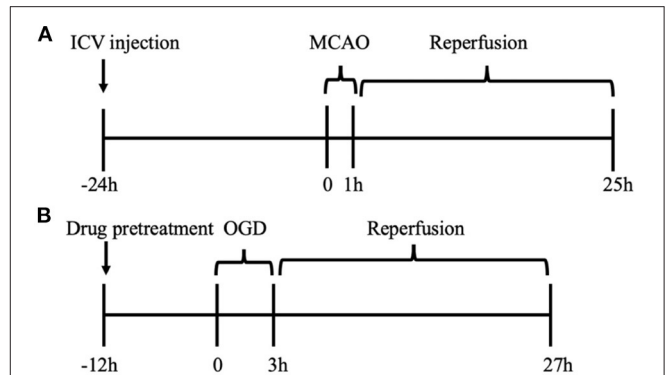 A
ICV injection MCAO Reperfusion
-24h 0 1h 25h
B
Drug pretreatment OGD Reperfusion
-12h 0 3h 27h